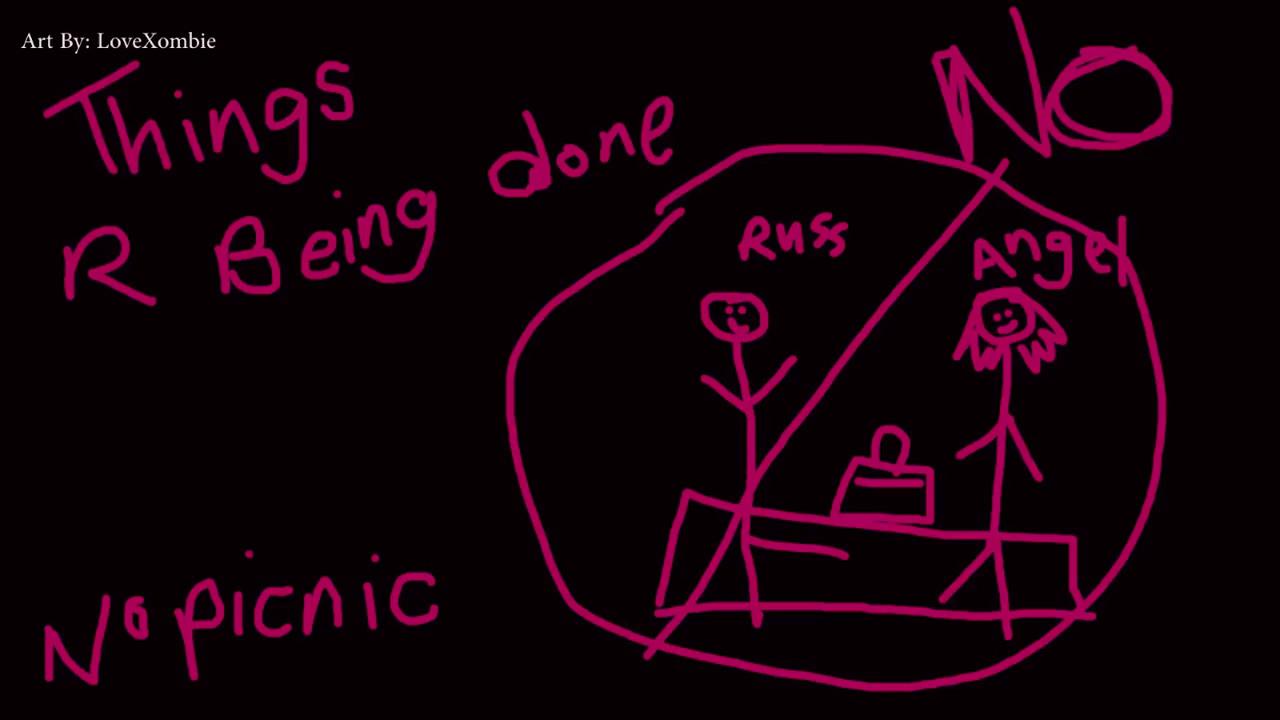 Art By: LoveXombie
Things
R Being done
NO
Russ
Angel
No picnic